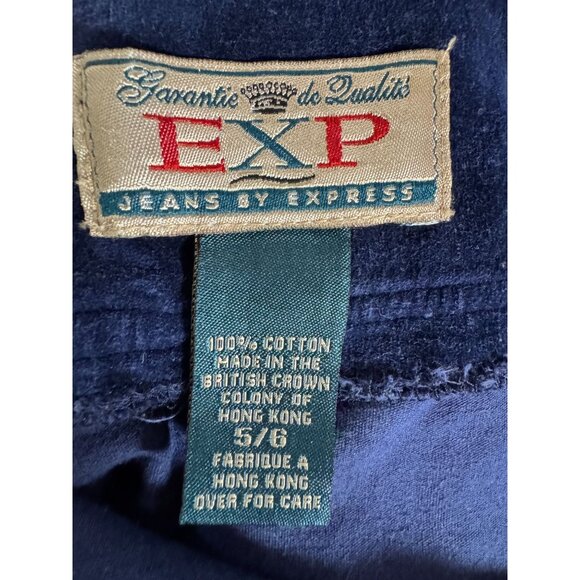 Garantie de Qualité
EXP
JEANS BY EXPRESS
100% COTTON
MADE IN THE
BRITISH CROWN
COLONY OF
HONG KONG
5/6
FABRIQUE A
HONG KONG
OVER FOR CARE